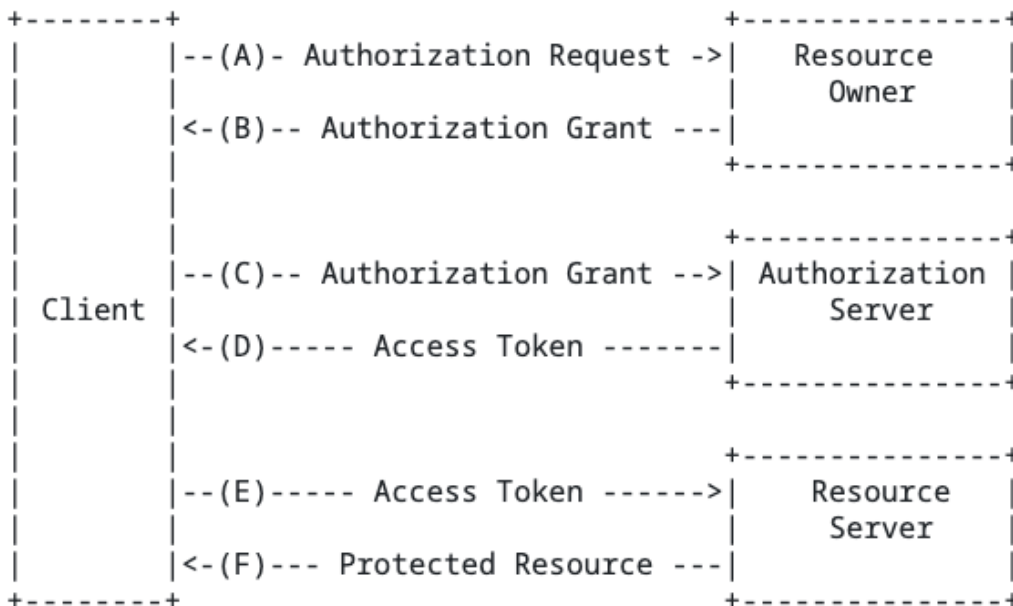 +--------+                               +---------------+
|        |--(A)- Authorization Request ->|   Resource    |
|        |                               |     Owner     |
|        |<-(B)-- Authorization Grant ---|               |
|        |                               +---------------+
|        |
|        |                               +---------------+
|        |--(C)-- Authorization Grant -->| Authorization |
| Client |                               |     Server    |
|        |<-(D)----- Access Token -------|               |
|        |                               +---------------+
|        |
|        |                               +---------------+
|        |--(E)----- Access Token ------>|    Resource   |
|        |                               |     Server    |
|        |<-(F)--- Protected Resource ---|               |
+--------+                               +---------------+